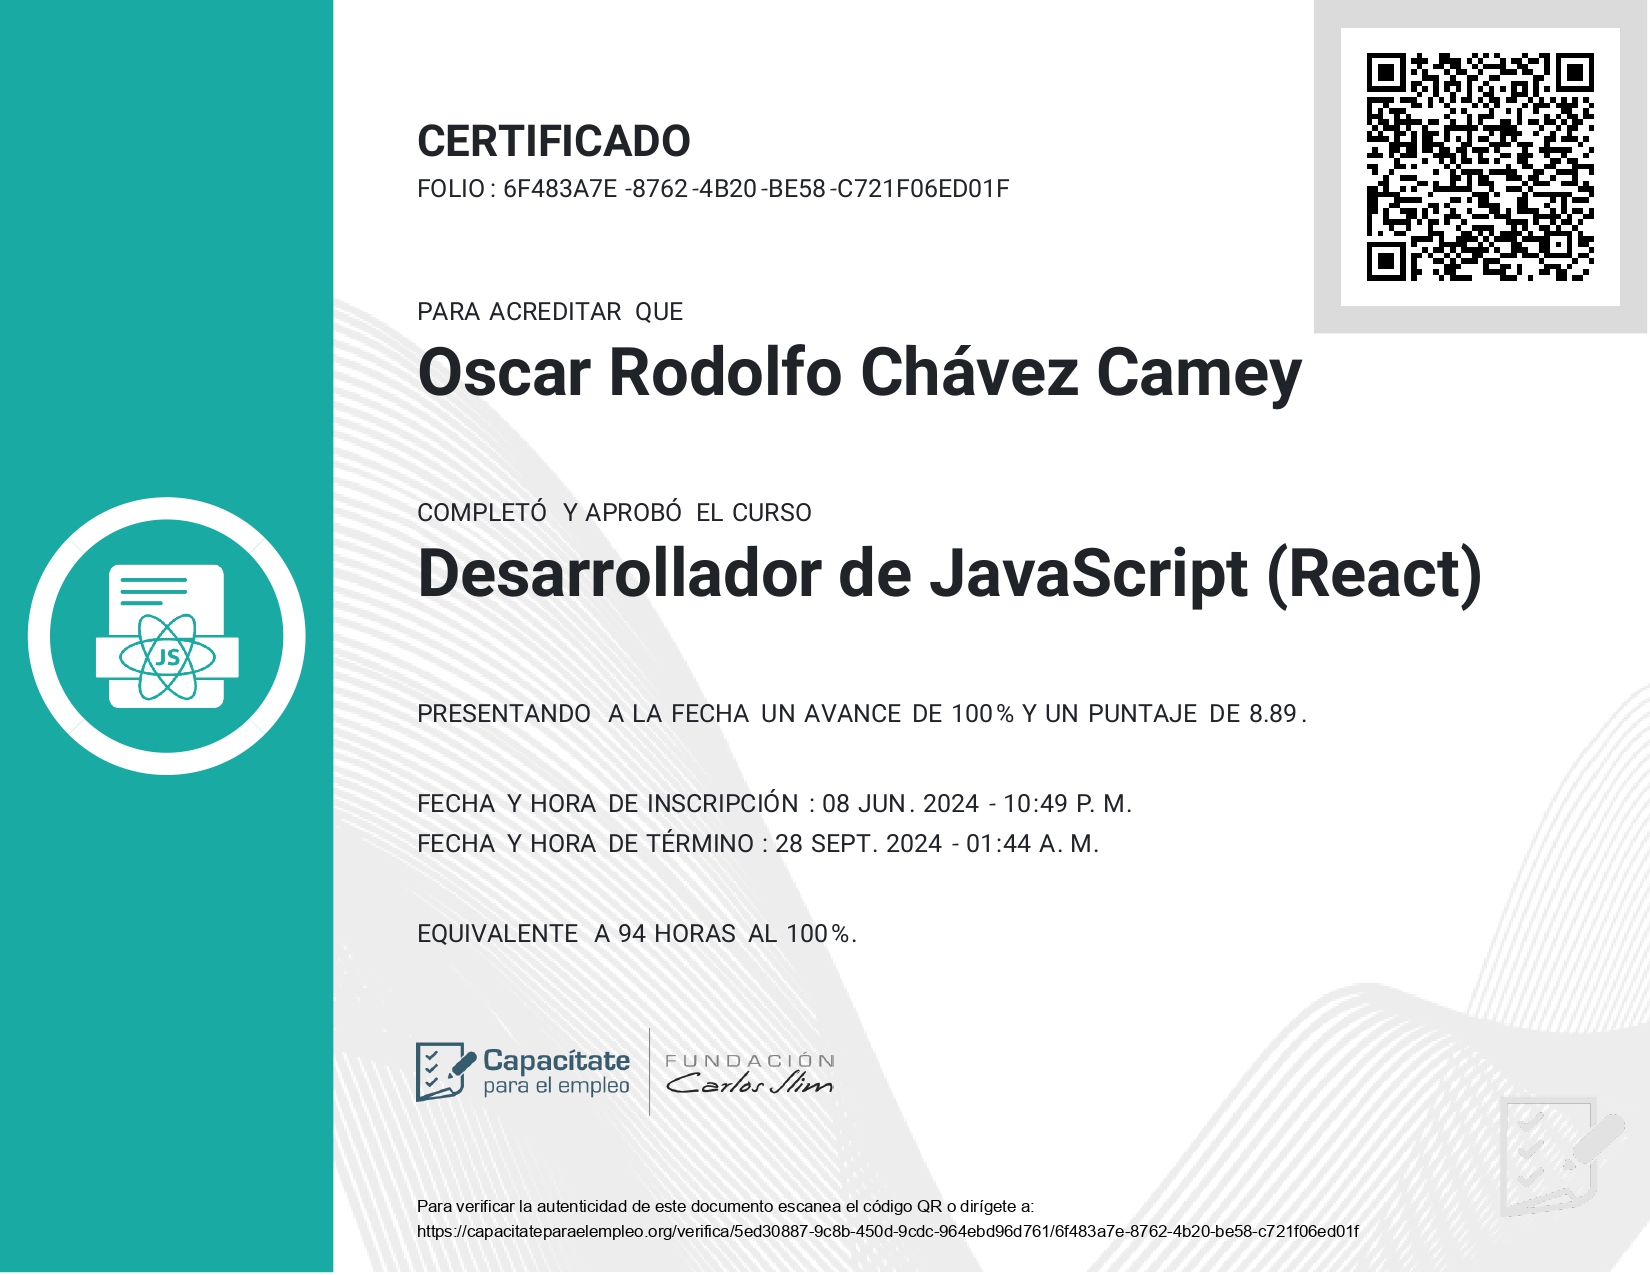 CERTIFICADO
FOLIO : 6F483A7E -8762 -4B20 -BE58 -C721F06ED01F
PARA ACREDITAR QUE
Oscar Rodolfo Chávez Camey
COMPLETÓ Y APROBÓ EL CURSO
Desarrollador de JavaScript (React)
JS
PRESENTANDO A LA FECHA UN AVANCE DE 100% Y UN PUNTAJE DE 8.89.
FECHA Y HORA DE INSCRIPCIÓN : 08 JUN. 2024 - 10:49 P. M.
FECHA Y HORA DE TÉRMINO : 28 SEPT. 2024 - 01:44 A. M.
EQUIVALENTE A 94 HORAS AL 100%.
Capacítate
para el empleo
FUNDACIÓN
Carlos Slim
Para verificar la autenticidad de este documento escanea el código QR o dirígete a:
https://capacitateparaelempleo.org/verifica/5ed30887-9c8b-450d-9cdc-964ebd96d761/6f483a7e-8762-4b20-be58-c721f06ed01f